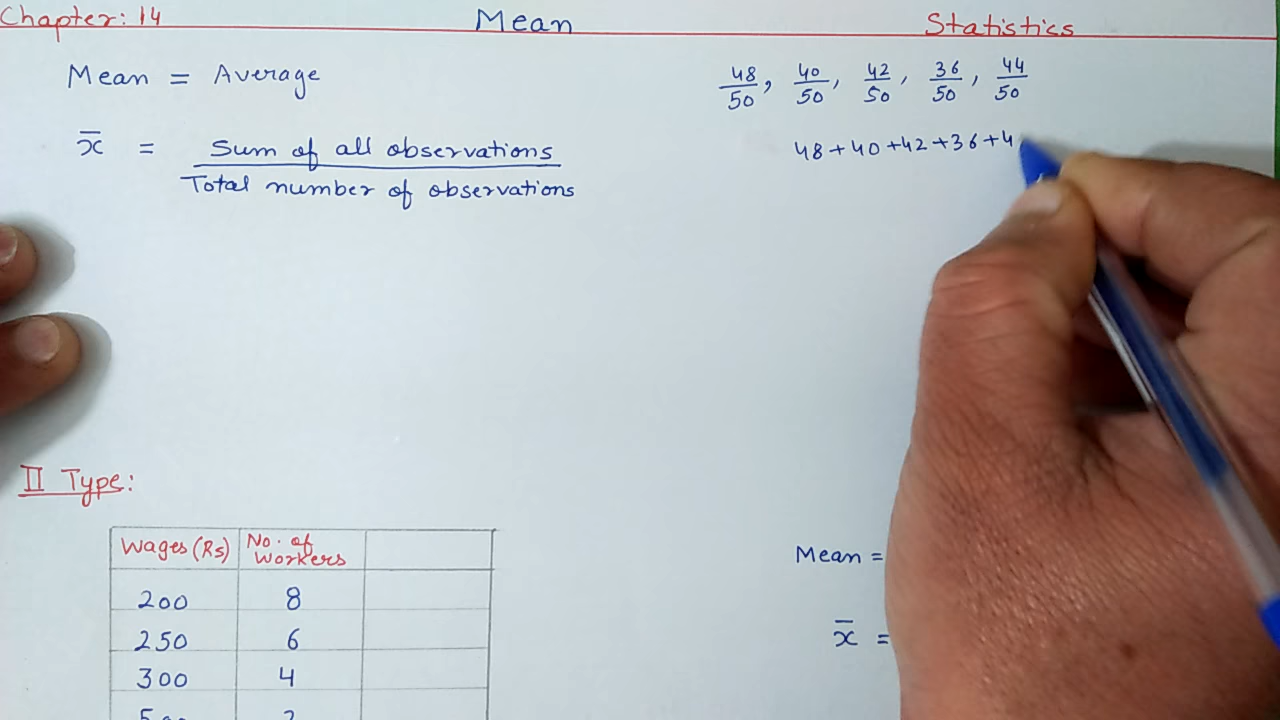 Chapter: 14 Mean Statistics
Mean = Average
x̄ = Sum of all observations / Total number of observations
48/50, 40/50, 42/50, 36/50, 44/50
48+40+42+36+4
II Type:
Wages (Rs) No. of Workers
200 8
250 6
300 4
Mean =
x̄ =